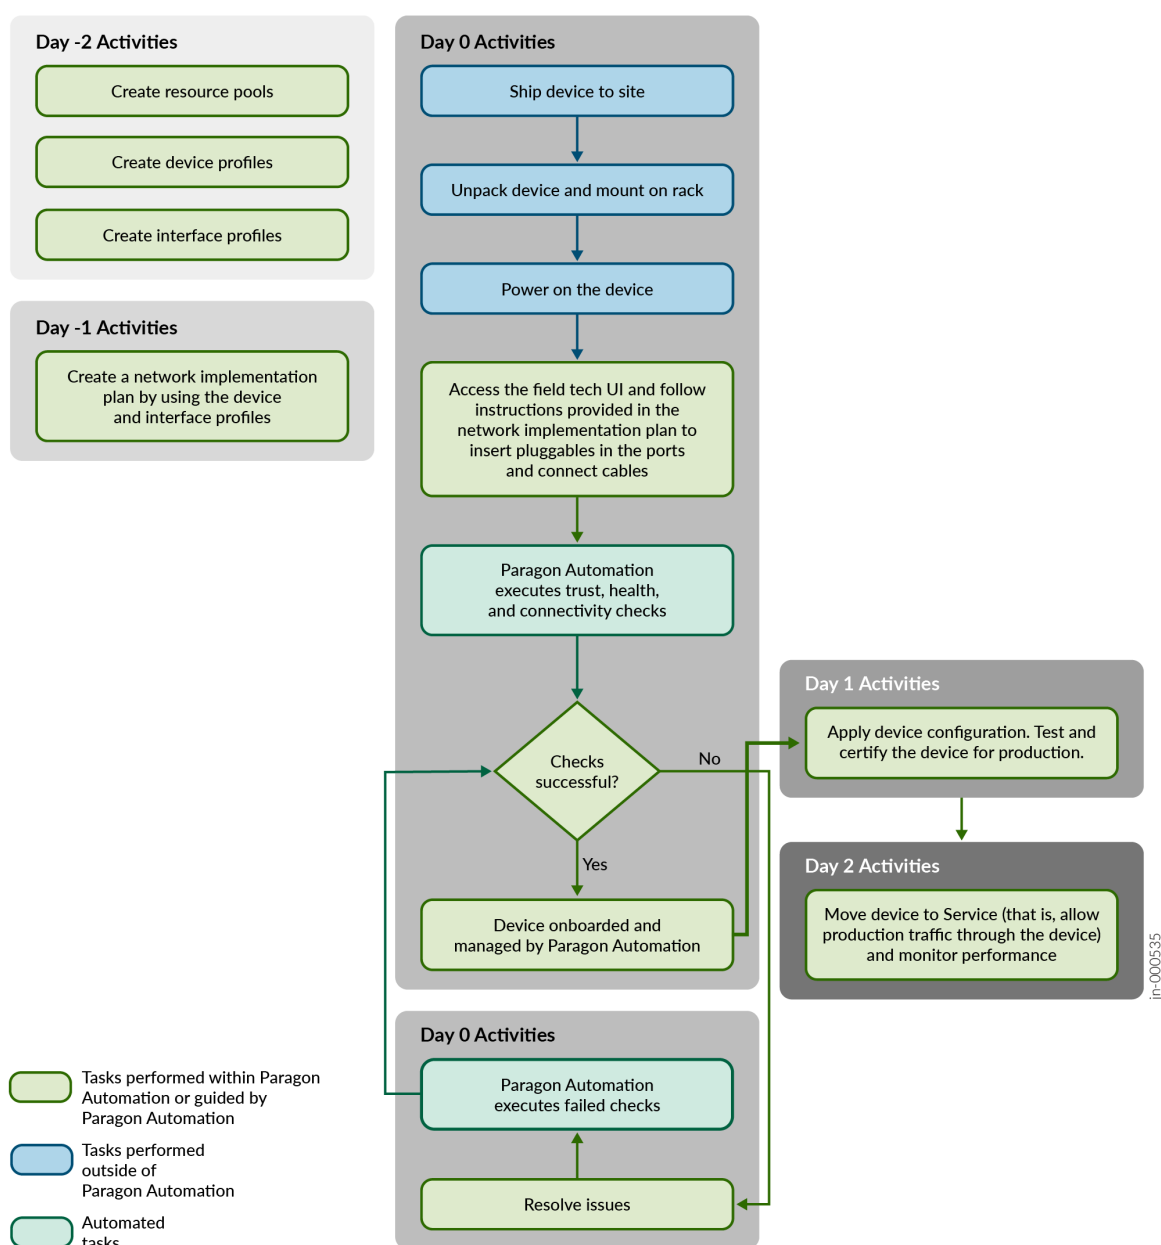 Day -2 Activities
Create resource pools
Create device profiles
Create interface profiles
Day -1 Activities
Create a network implementation
plan by using the device
and interface profiles
Day 0 Activities
Ship device to site
Unpack device and mount on rack
Power on the device
Access the field tech UI and follow
instructions provided in the
network implementation plan to
insert pluggables in the ports
and connect cables
Paragon Automation
executes trust, health,
and connectivity checks
Checks
successful?
No
Yes
Device onboarded and
managed by Paragon Automation
Day 1 Activities
Apply device configuration. Test and
certify the device for production.
Day 2 Activities
Move device to Service (that is, allow
production traffic through the device)
and monitor performance
in-000535
Day 0 Activities
Paragon Automation
executes failed checks
Resolve issues
Tasks performed within Paragon
Automation or guided by
Paragon Automation
Tasks performed
outside of
Paragon Automation
Automated
tasks